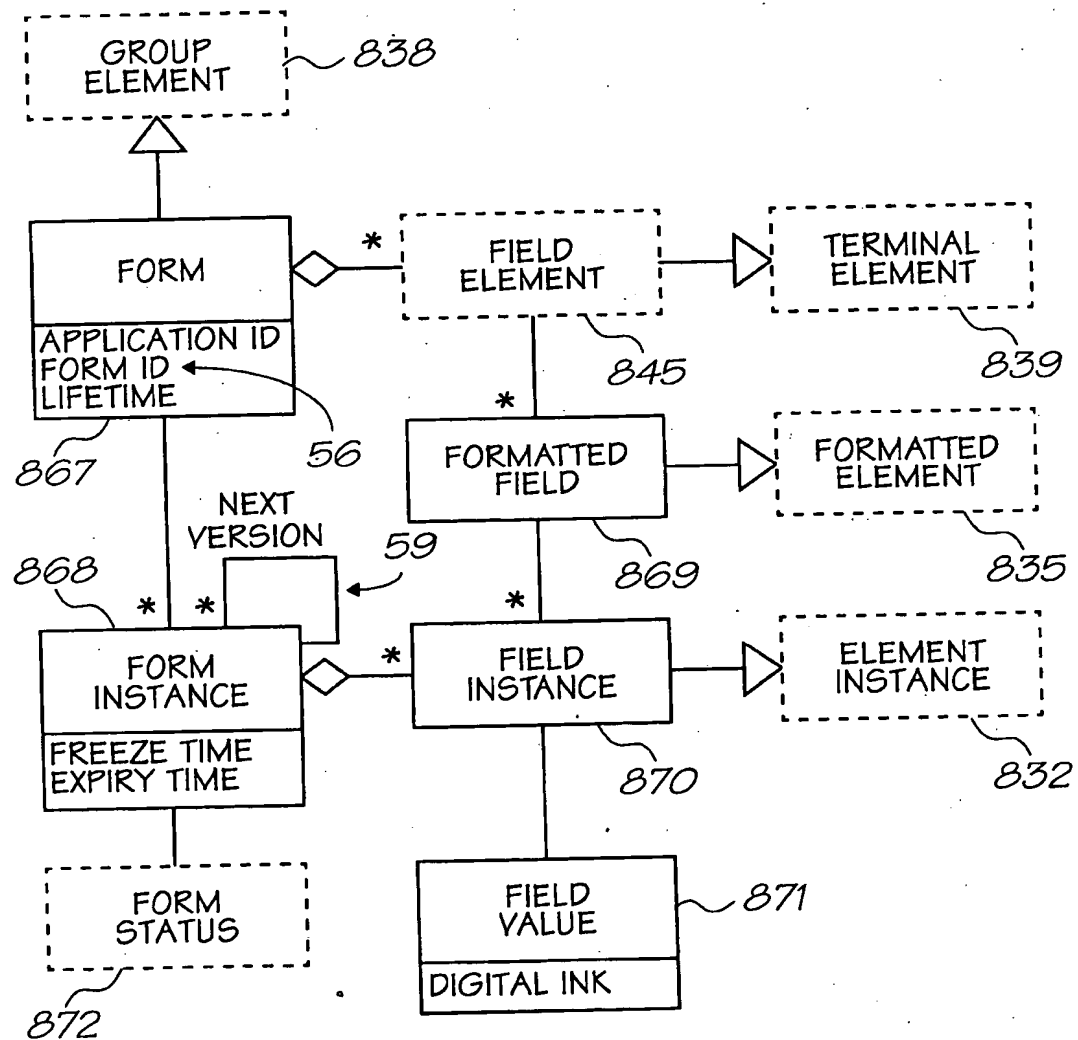 GROUP
ELEMENT
838
FORM
APPLICATION ID
FORM ID
LIFETIME
867
56
*
FIELD
ELEMENT
845
TERMINAL
ELEMENT
839
*
FORMATTED
FIELD
869
FORMATTED
ELEMENT
835
NEXT
VERSION
59
868
*
*
FORM
INSTANCE
FREEZE TIME
EXPIRY TIME
*
*
FIELD
INSTANCE
870
ELEMENT
INSTANCE
832
FORM
STATUS
872
FIELD
VALUE
DIGITAL INK
871